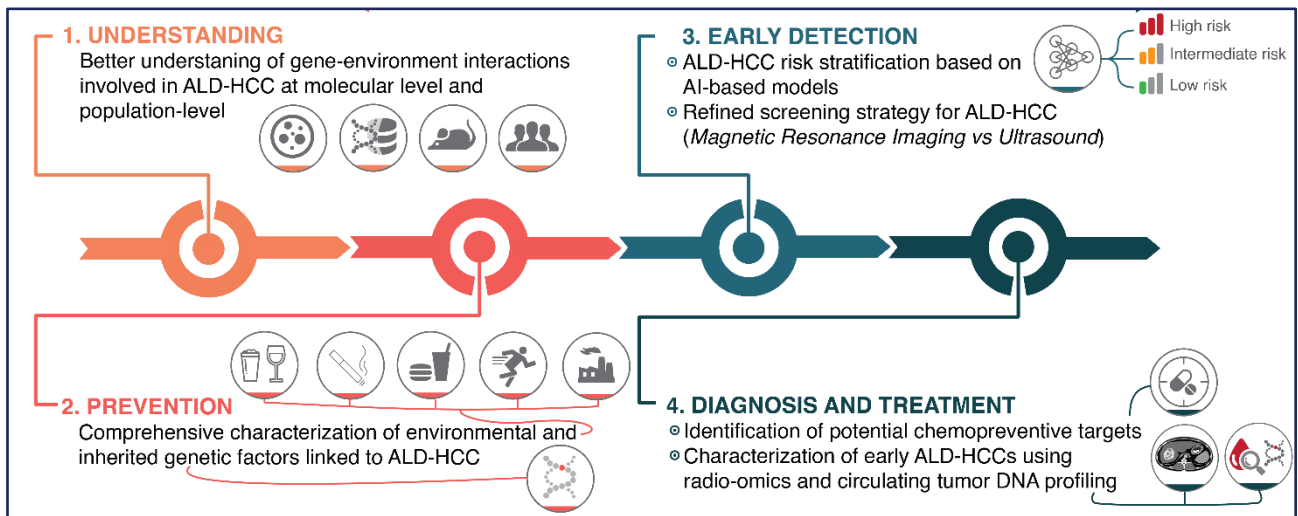 1. UNDERSTANDING
Better understanding of gene-environment interactions
involved in ALD-HCC at molecular level and
population-level
2. PREVENTION
Comprehensive characterization of environmental and
inherited genetic factors linked to ALD-HCC
3. EARLY DETECTION
ALD-HCC risk stratification based on
AI-based models
Refined screening strategy for ALD-HCC
(Magnetic Resonance Imaging vs Ultrasound)
High risk
Intermediate risk
Low risk
4. DIAGNOSIS AND TREATMENT
Identification of potential chemopreventive targets
Characterization of early ALD-HCCs using
radio-omics and circulating tumor DNA profiling